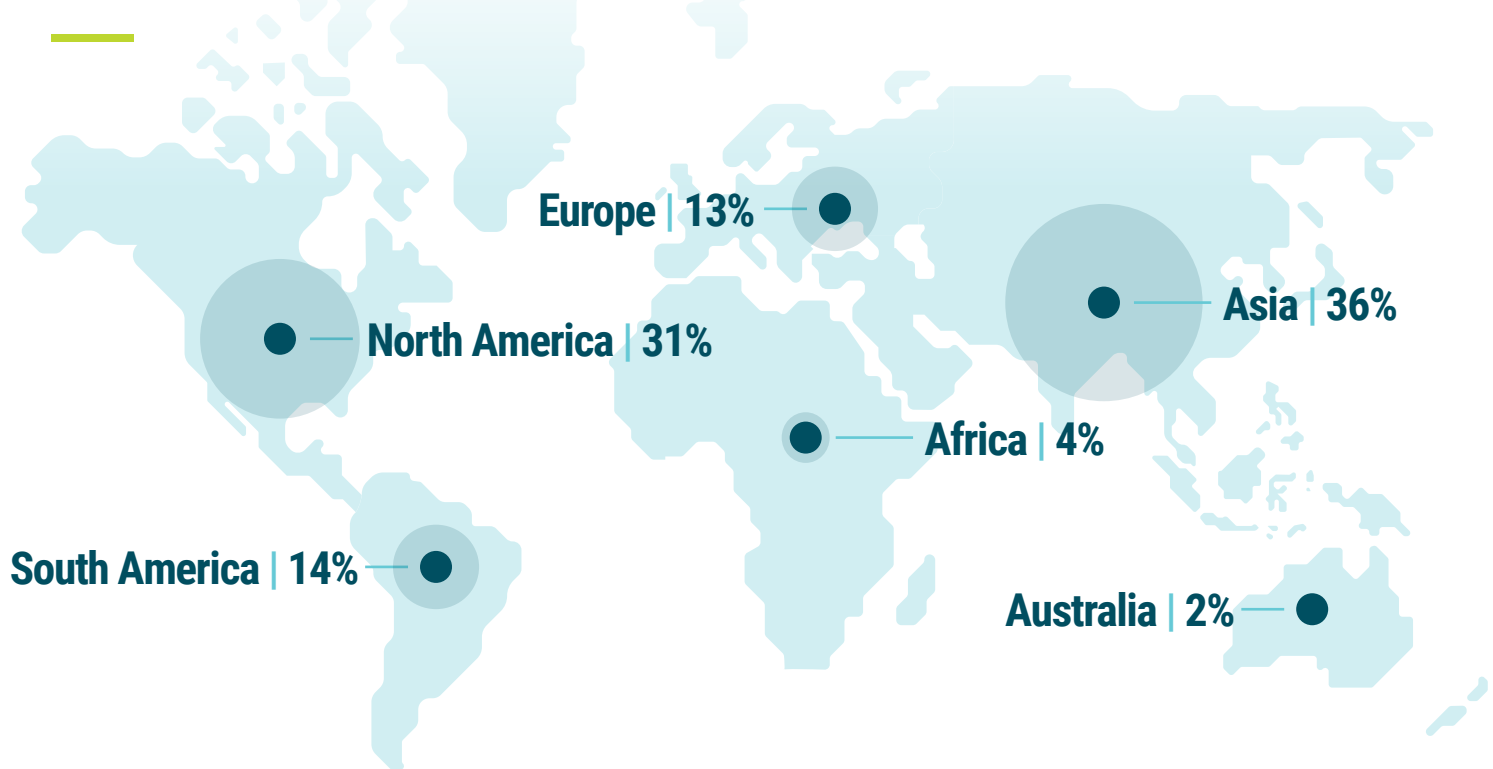 Europe | 13%
Asia | 36%
North America | 31%
Africa | 4%
South America | 14%
Australia | 2%